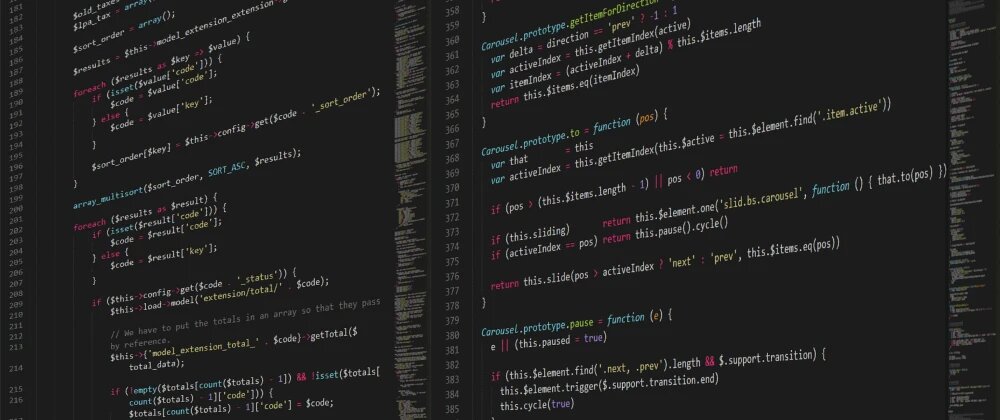 181
183
184
185
186
187
188
189
190
191
192
193
194
195
196
197
198
199
200
201
202
203
204
205
206
207
208
209
210
211
212
213
215
216
$old_taxes
$lpa_tax = array();
$sort_order = array();
$results = $this->model_extension_extension->
foreach ($results as $key => $value) {
if (isset($value['code'])) {
$code = $value['code'];
} else {
$code = $value['key'];
}
$sort_order[$key] = $this->config->get($code . '_sort_order');
}
array_multisort($sort_order, SORT_ASC, $results);
foreach ($results as $result) {
if (isset($result['code'])) {
$code = $result['code'];
} else {
$code = $result['key'];
}
if ($this->config->get($code . '_status')) {
$this->load->model('extension/total/' . $code);
// We have to put the totals in an array so that they pass
by reference.
$this->{'model_extension_total_' . $code}->getTotal($
total_data);
if (!empty($totals[count($totals) - 1]) && !isset($totals[
count($totals) - 1]['code'])) {
$totals[count($totals) - 1]['code'] = $code;
358 }
359
360 Carousel.prototype.getItemForDirection
361 var delta = direction == 'prev' ? -1 : 1
362 var activeIndex = this.getItemIndex(active)
363 var itemIndex = (activeIndex + delta) % this.$items.length
364 return this.$items.eq(itemIndex)
365 }
366
367 Carousel.prototype.to = function (pos) {
368 var that = this
369 var activeIndex = this.getItemIndex(this.$active = this.$element.find('.item.active'))
370
371 if (pos > (this.$items.length - 1) || pos < 0) return
372
373 if (this.sliding) return this.$element.one('slid.bs.carousel', function () { that.to(pos) })
374 if (activeIndex == pos) return this.pause().cycle()
375
376 return this.slide(pos > activeIndex ? 'next' : 'prev', this.$items.eq(pos))
377 }
378
379 Carousel.prototype.pause = function (e) {
380 e || (this.paused = true)
381
382 if (this.$element.find('.next, .prev').length && $.support.transition) {
383 this.$element.trigger($.support.transition.end)
384 this.cycle(true)
385